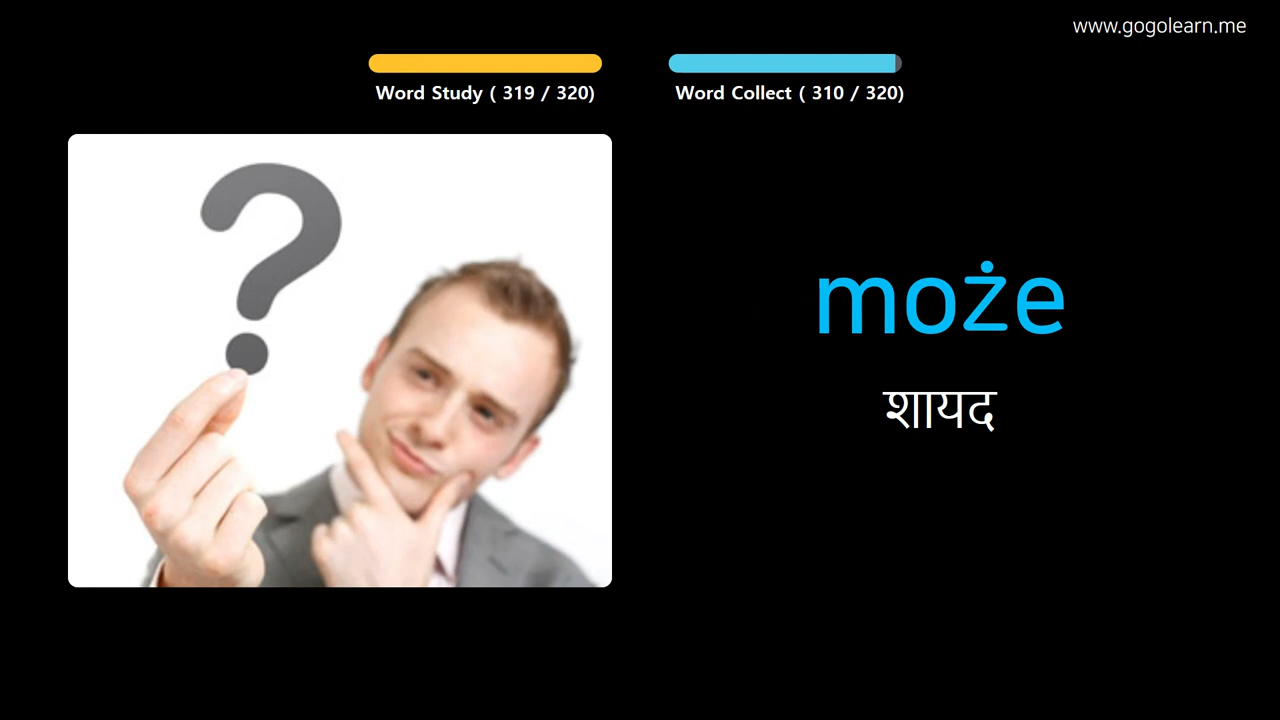 www.gogolearn.me
Word Study ( 319 / 320)
Word Collect ( 310 / 320)
?
może
शायद